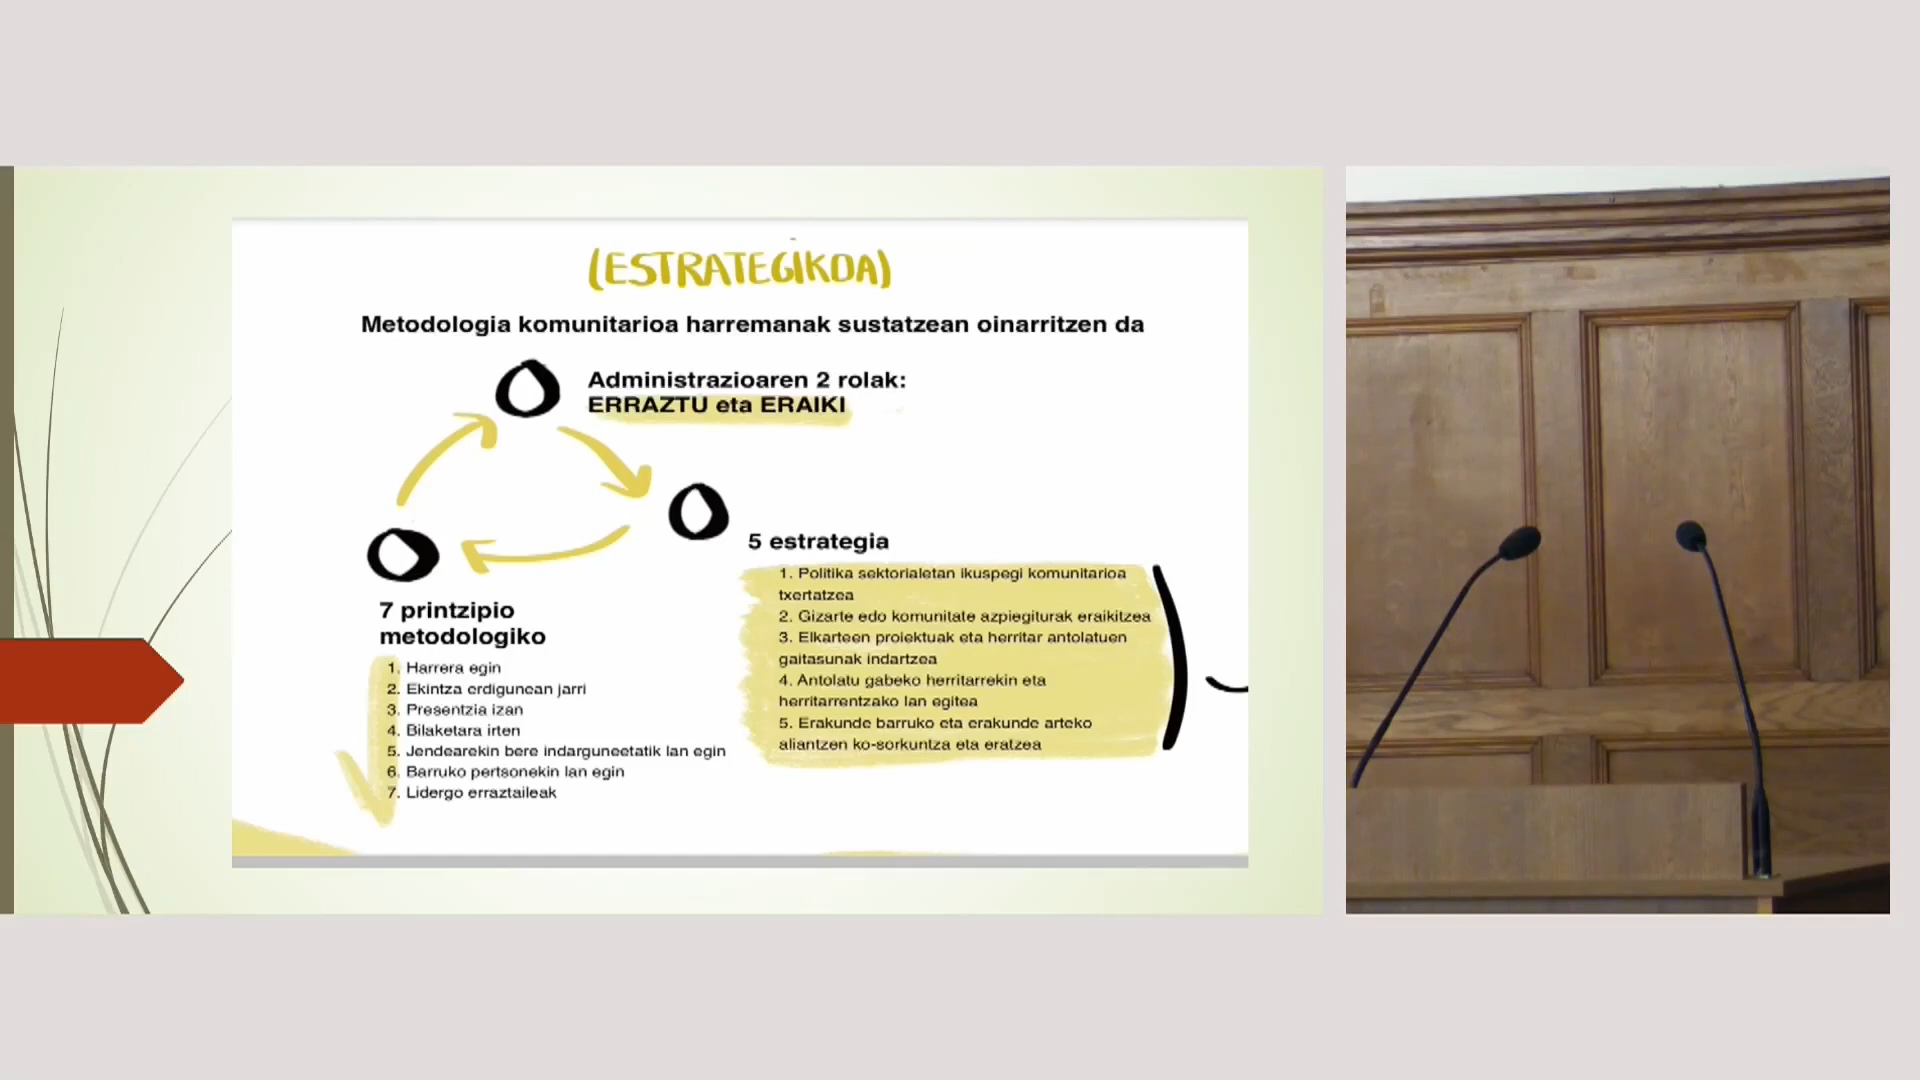 (ESTRATEGIKOA)
Metodologia komunitarioa harremanak sustatzean oinarritzen da
Administrazioaren 2 rolak:
ERRAZTU eta ERAIKI
5 estrategia
1. Politika sektorialetan ikuspegi komunitarioa
txertatzea
2. Gizarte edo komunitate azpiegiturak eraikitzea
3. Elkarteen proiektuak eta herritar antolatuen
gaitasunak indartzea
4. Antolatu gabeko herritarrekin eta
herritarrentzako lan egitea
5. Erakunde barruko eta erakunde arteko
aliantzen ko-sorkuntza eta eratzea
7 printzipio
metodologiko
1. Harrera egin
2. Ekintza erdigunean jarri
3. Presentzia izan
4. Bilaketara irten
5. Jendearekin bere indarguneetatik lan egin
6. Barruko pertsonekin lan egin
7. Lidergo erraztaileak